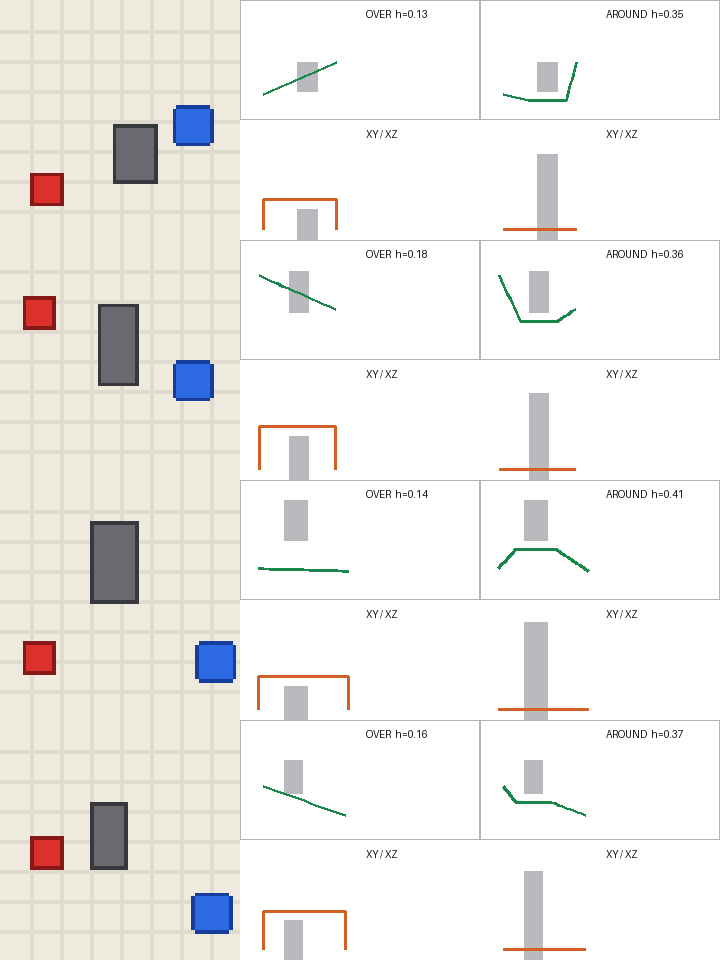 OVER h=0.13
AROUND h=0.35
XY/XZ
XY/XZ
OVER h=0.18
AROUND h=0.36
XY/XZ
XY/XZ
OVER h=0.14
AROUND h=0.41
XY/XZ
XY/XZ
OVER h=0.16
AROUND h=0.37
XY/XZ
XY/XZ